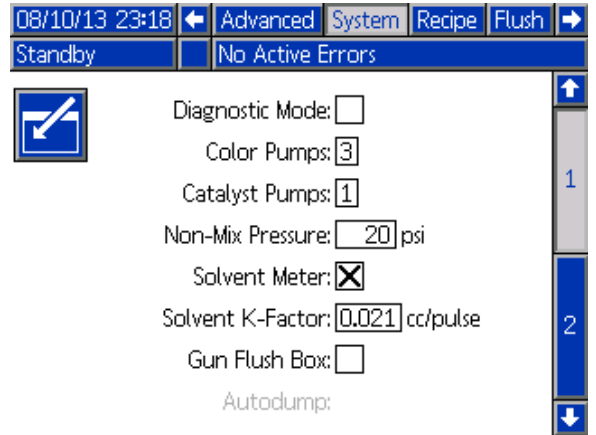 08/10/13 23:18 Advanced System Recipe Flush
Standby No Active Errors
Diagnostic Mode:
Color Pumps: 3
1
Catalyst Pumps: 1
Non-Mix Pressure: 20 psi
Solvent Meter:
Solvent K-Factor: 0.021 cc/pulse
2
Gun Flush Box:
Autodump: